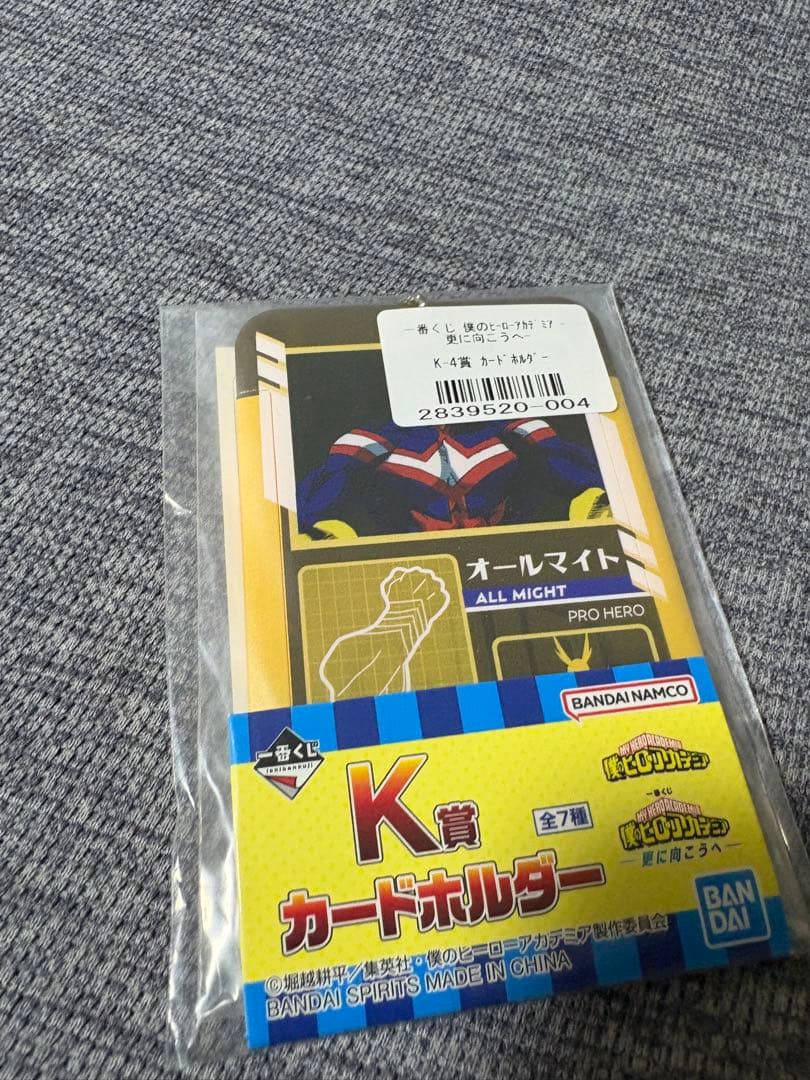 一番くじ 僕のﾋｰﾛｰｱｶﾃﾞﾐｱ -
更に向こうへ-
K-4賞 ｶｰﾄﾞﾎﾙﾀﾞｰ
2839520-004
オールマイト
ALL MIGHT
PRO HERO
BANDAI NAMCO
一番くじ
ichibankuji
K賞
全7種
カードホルダー
MY HERO ACADEMIA
僕のヒーローアカデミア
一番くじ
MY HERO ACADEMIA
僕のヒーローアカデミア
―更に向こうへ―
BAN
DAI
©堀越耕平／集英社・僕のヒーローアカデミア製作委員会
BANDAI SPIRITS MADE IN CHINA